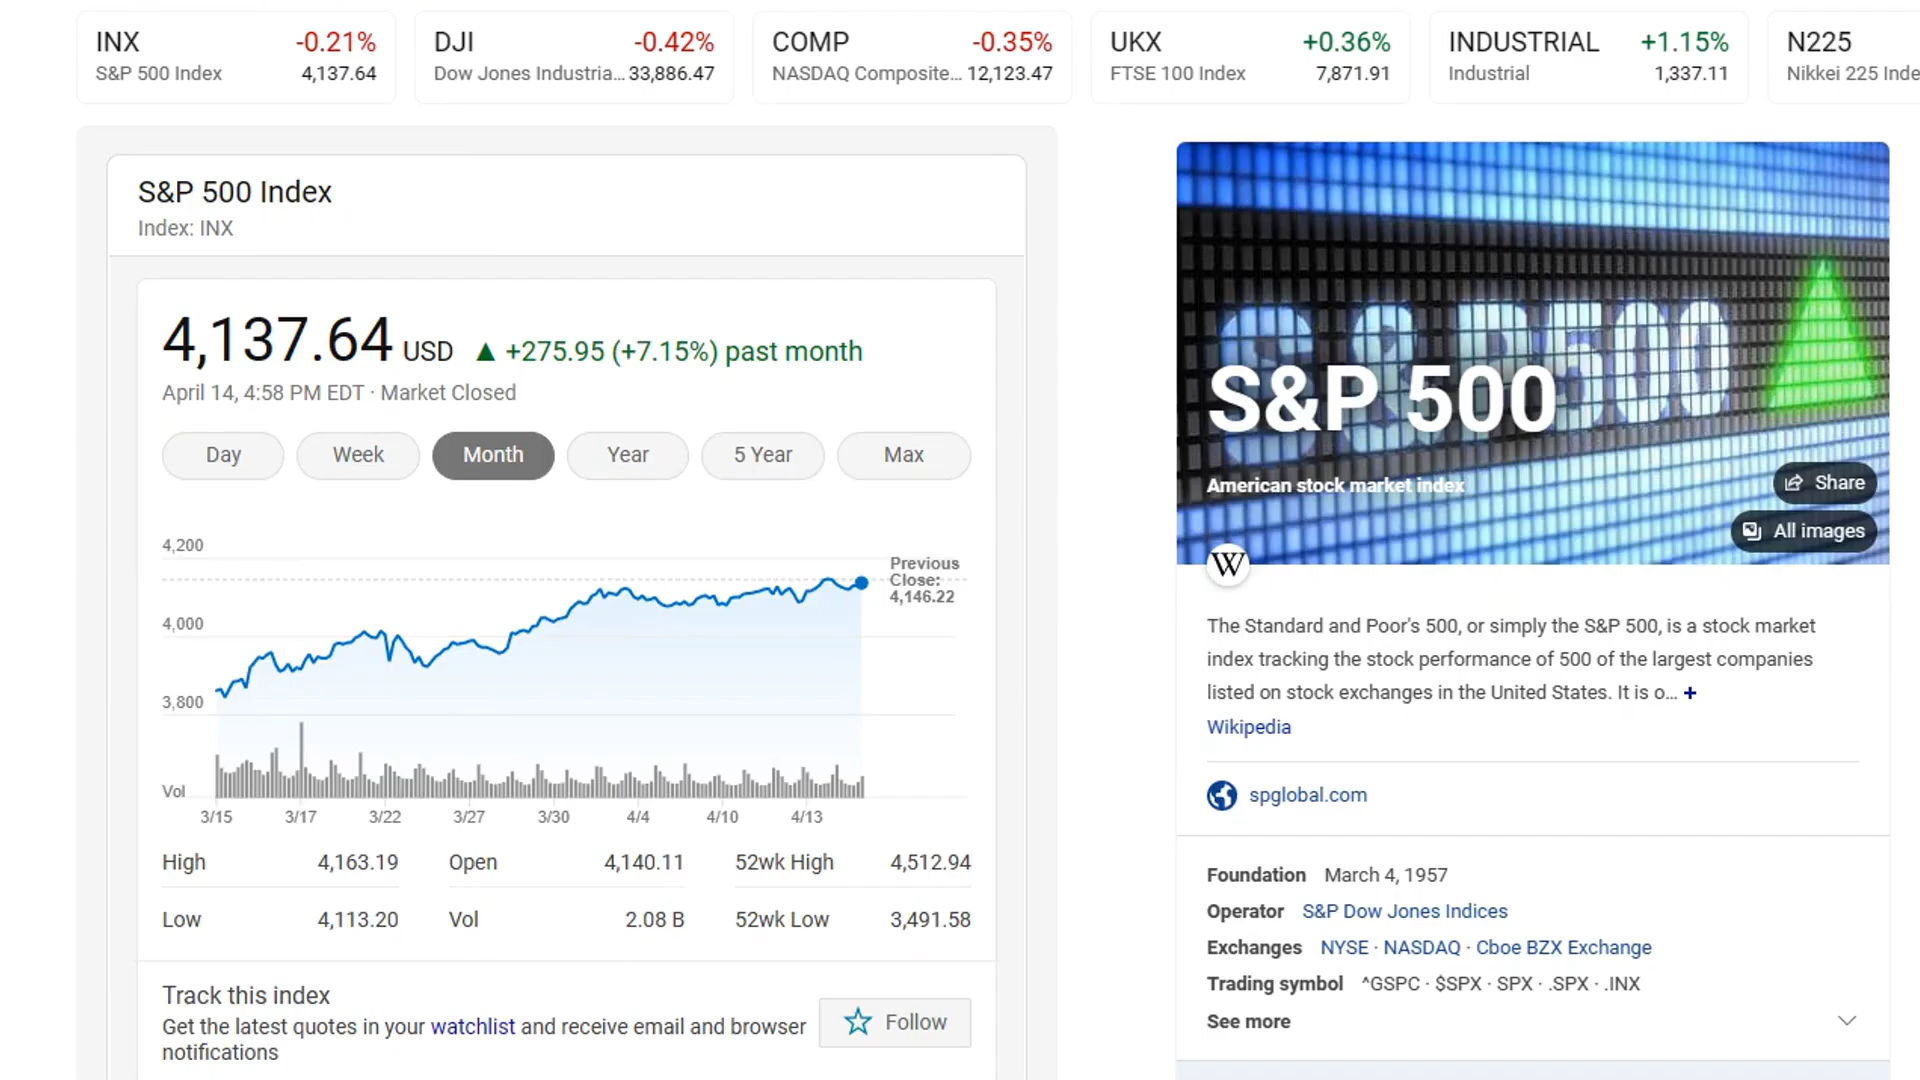 INX -0.21%
S&P 500 Index 4,137.64
DJI -0.42%
Dow Jones Industria... 33,886.47
COMP -0.35%
NASDAQ Composite... 12,123.47
UKX +0.36%
FTSE 100 Index 7,871.91
INDUSTRIAL +1.15%
Industrial 1,337.11
N225
Nikkei 225 Inde
S&P 500 Index
Index: INX
4,137.64 USD ▲ +275.95 (+7.15%) past month
April 14, 4:58 PM EDT · Market Closed
Day Week Month Year 5 Year Max
4,200
4,000
3,800
Vol
Previous
Close:
4,146.22
3/15 3/17 3/22 3/27 3/30 4/4 4/10 4/13
High 4,163.19 Open 4,140.11 52wk High 4,512.94
Low 4,113.20 Vol 2.08 B 52wk Low 3,491.58
Track this index
Get the latest quotes in your watchlist and receive email and browser
notifications
Follow
S&P500
S&P 500
American stock market index
Share
All images
W
The Standard and Poor's 500, or simply the S&P 500, is a stock market
index tracking the stock performance of 500 of the largest companies
listed on stock exchanges in the United States. It is o... +
Wikipedia
spglobal.com
Foundation March 4, 1957
Operator S&P Dow Jones Indices
Exchanges NYSE · NASDAQ · Cboe BZX Exchange
Trading symbol ^GSPC · $SPX · SPX · .SPX · .INX
See more